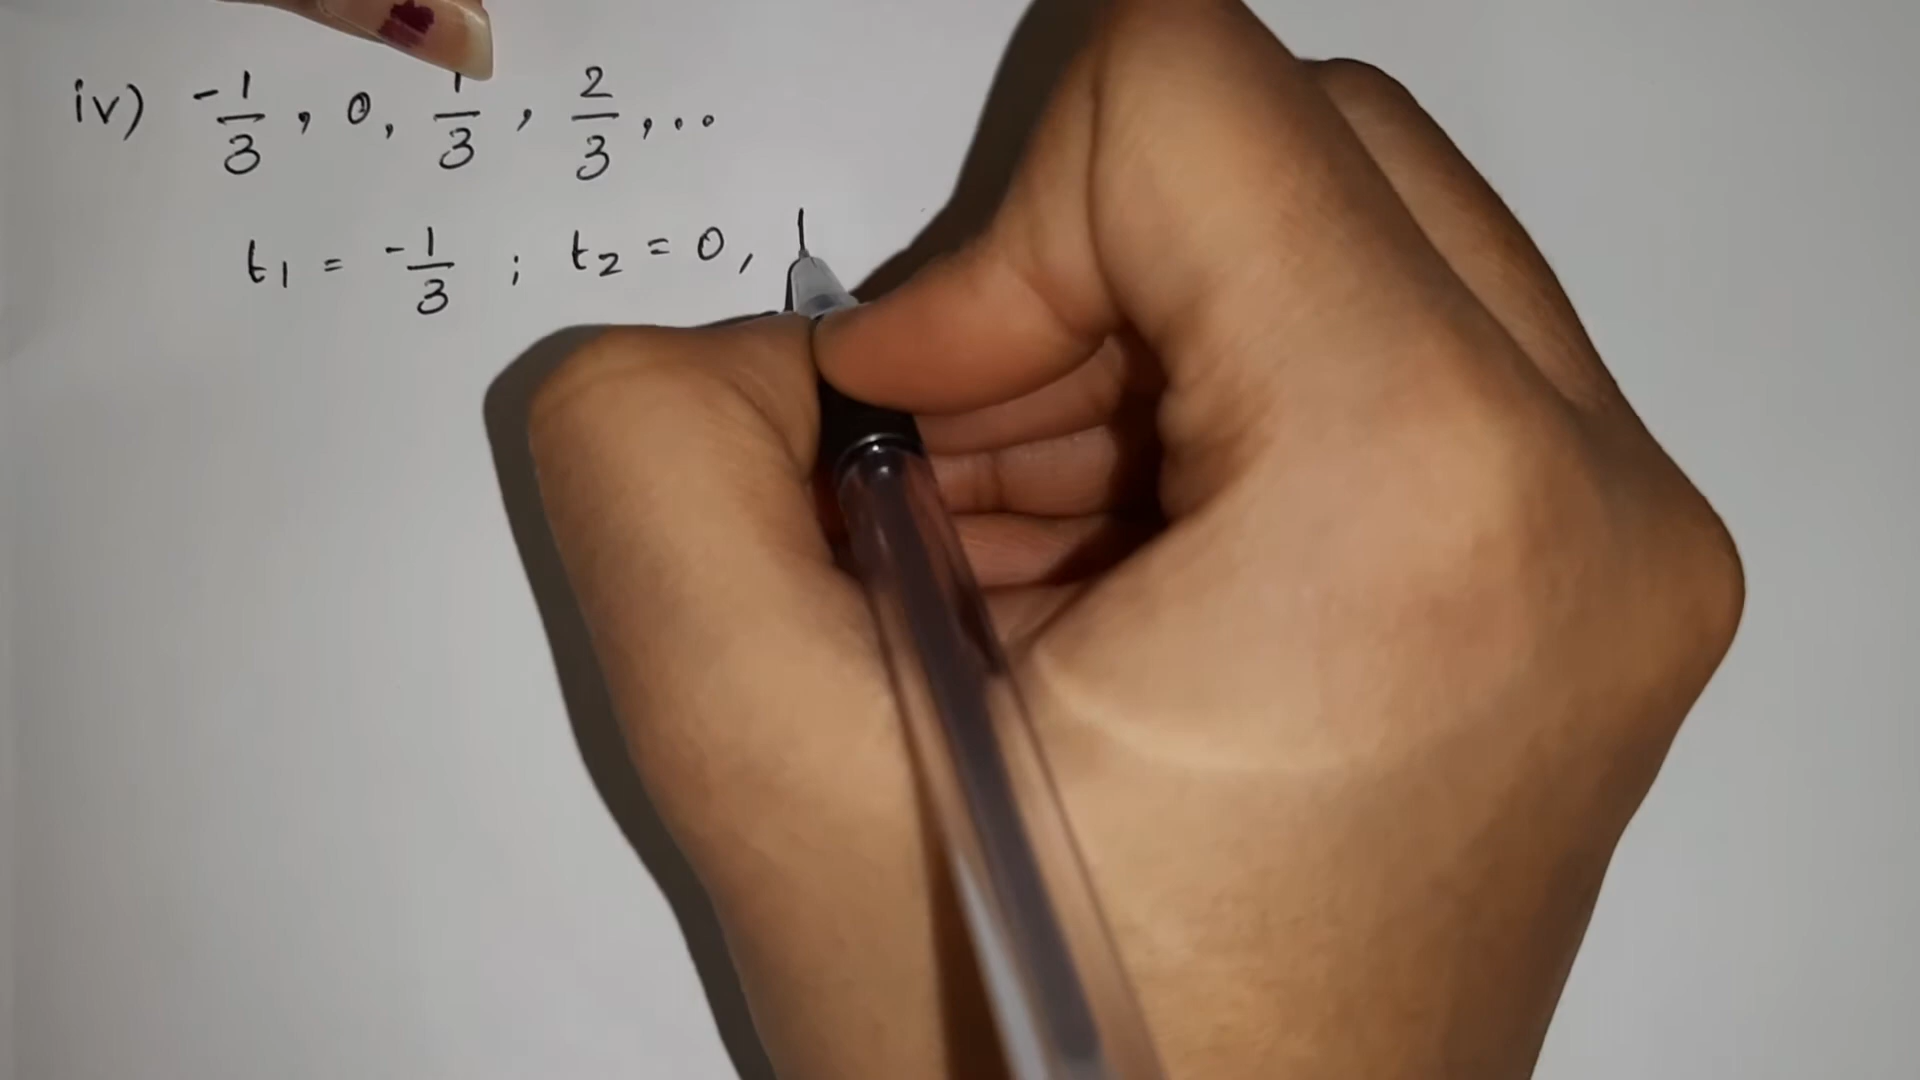 iv) -1/3 , 0, 1/3 , 2/3 , ...
t₁ = -1/3 ; t₂ = 0,